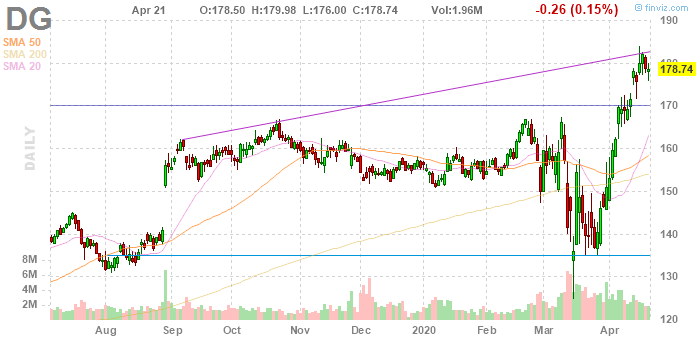 DG
Apr 21 O:178.50 H:179.98 L:176.00 C:178.74 Vol:1.96M -0.26 (0.15%)
© finviz.com
SMA 50
SMA 200
SMA 20
DAILY
190
180
178.74
170
160
150
140
130
120
8M
6M
4M
2M
Aug Sep Oct Nov Dec 2020 Feb Mar Apr